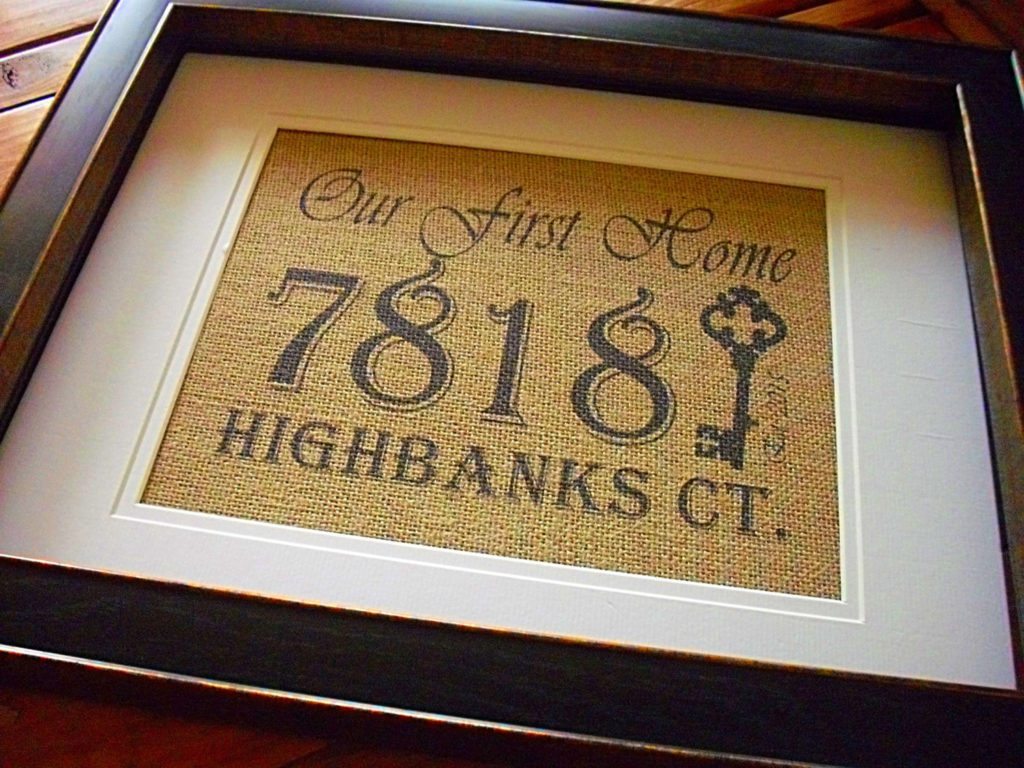 Our First Home
7818
HIGHBANKS CT.